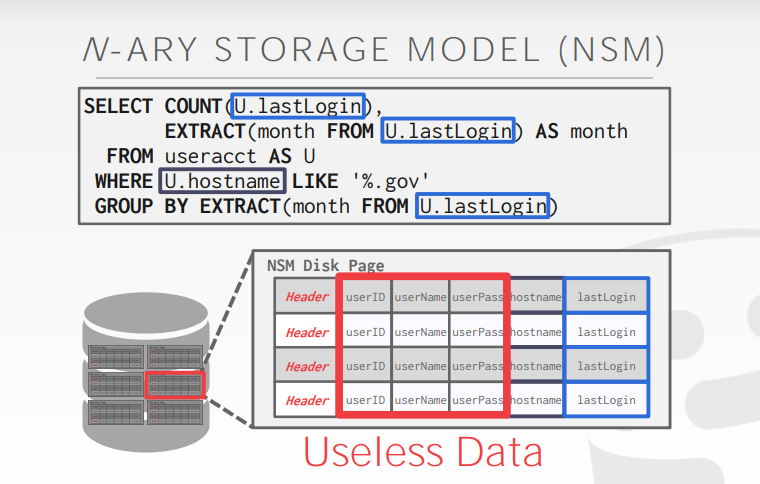 N-ARY STORAGE MODEL (NSM)
SELECT COUNT(U.lastLogin),
EXTRACT(month FROM U.lastLogin) AS month
FROM useracct AS U
WHERE U.hostname LIKE '%.gov'
GROUP BY EXTRACT(month FROM U.lastLogin)
NSM Disk Page
Header userID userName userPass hostname lastLogin
Header userID userName userPass hostname lastLogin
Header userID userName userPass hostname lastLogin
Header userID userName userPass hostname lastLogin
Useless Data